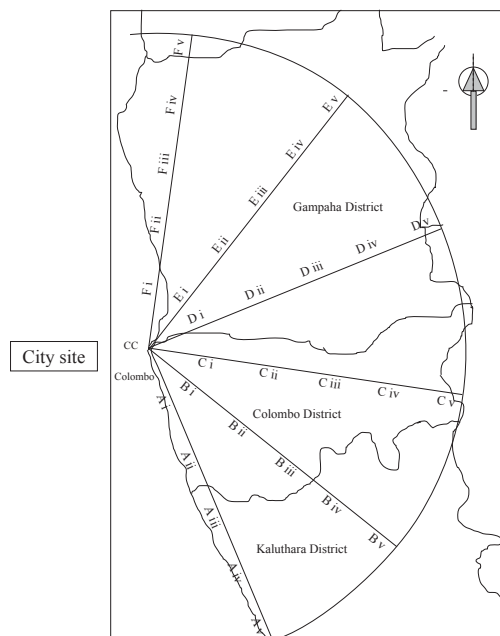 F v
F iv
F iii
F ii
F i
E v
E iv
E iii
E ii
E i
Gampaha District
D v
D iv
D iii
D ii
D i
City site
CC
Colombo
C i
C ii
C iii
C iv
C v
Colombo District
B i
B ii
B iii
B iv
B v
A i
A ii
A iii
A iv
A v
Kaluthara District